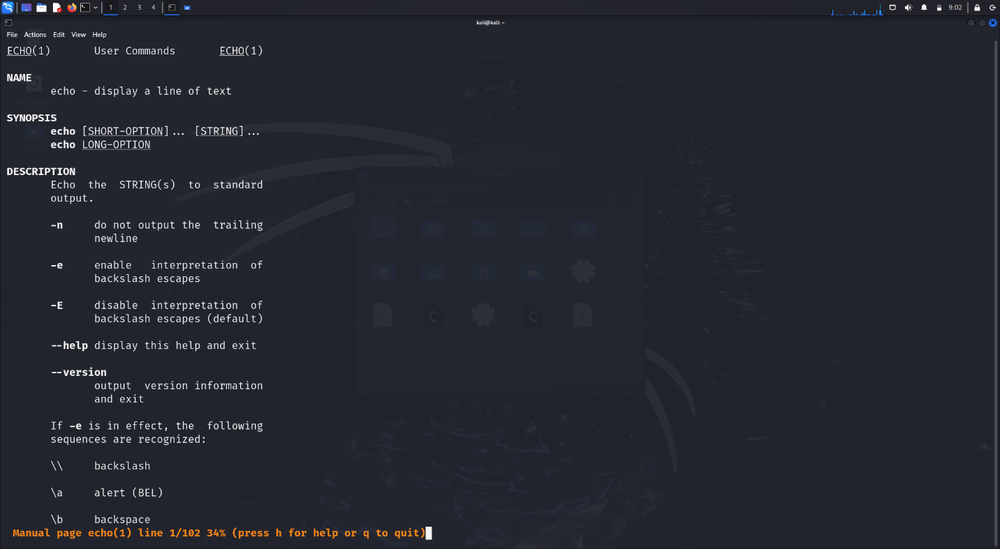 1 2 3 4 9:02
kali@kali: ~
File Actions Edit View Help
ECHO(1) User Commands ECHO(1)
NAME
echo - display a line of text
SYNOPSIS
echo [SHORT-OPTION]... [STRING]...
echo LONG-OPTION
DESCRIPTION
Echo the STRING(s) to standard
output.
-n do not output the trailing
newline
-e enable interpretation of
backslash escapes
-E disable interpretation of
backslash escapes (default)
--help display this help and exit
--version
output version information
and exit
If -e is in effect, the following
sequences are recognized:
\\ backslash
\a alert (BEL)
\b backspace
Manual page echo(1) line 1/102 34% (press h for help or q to quit)